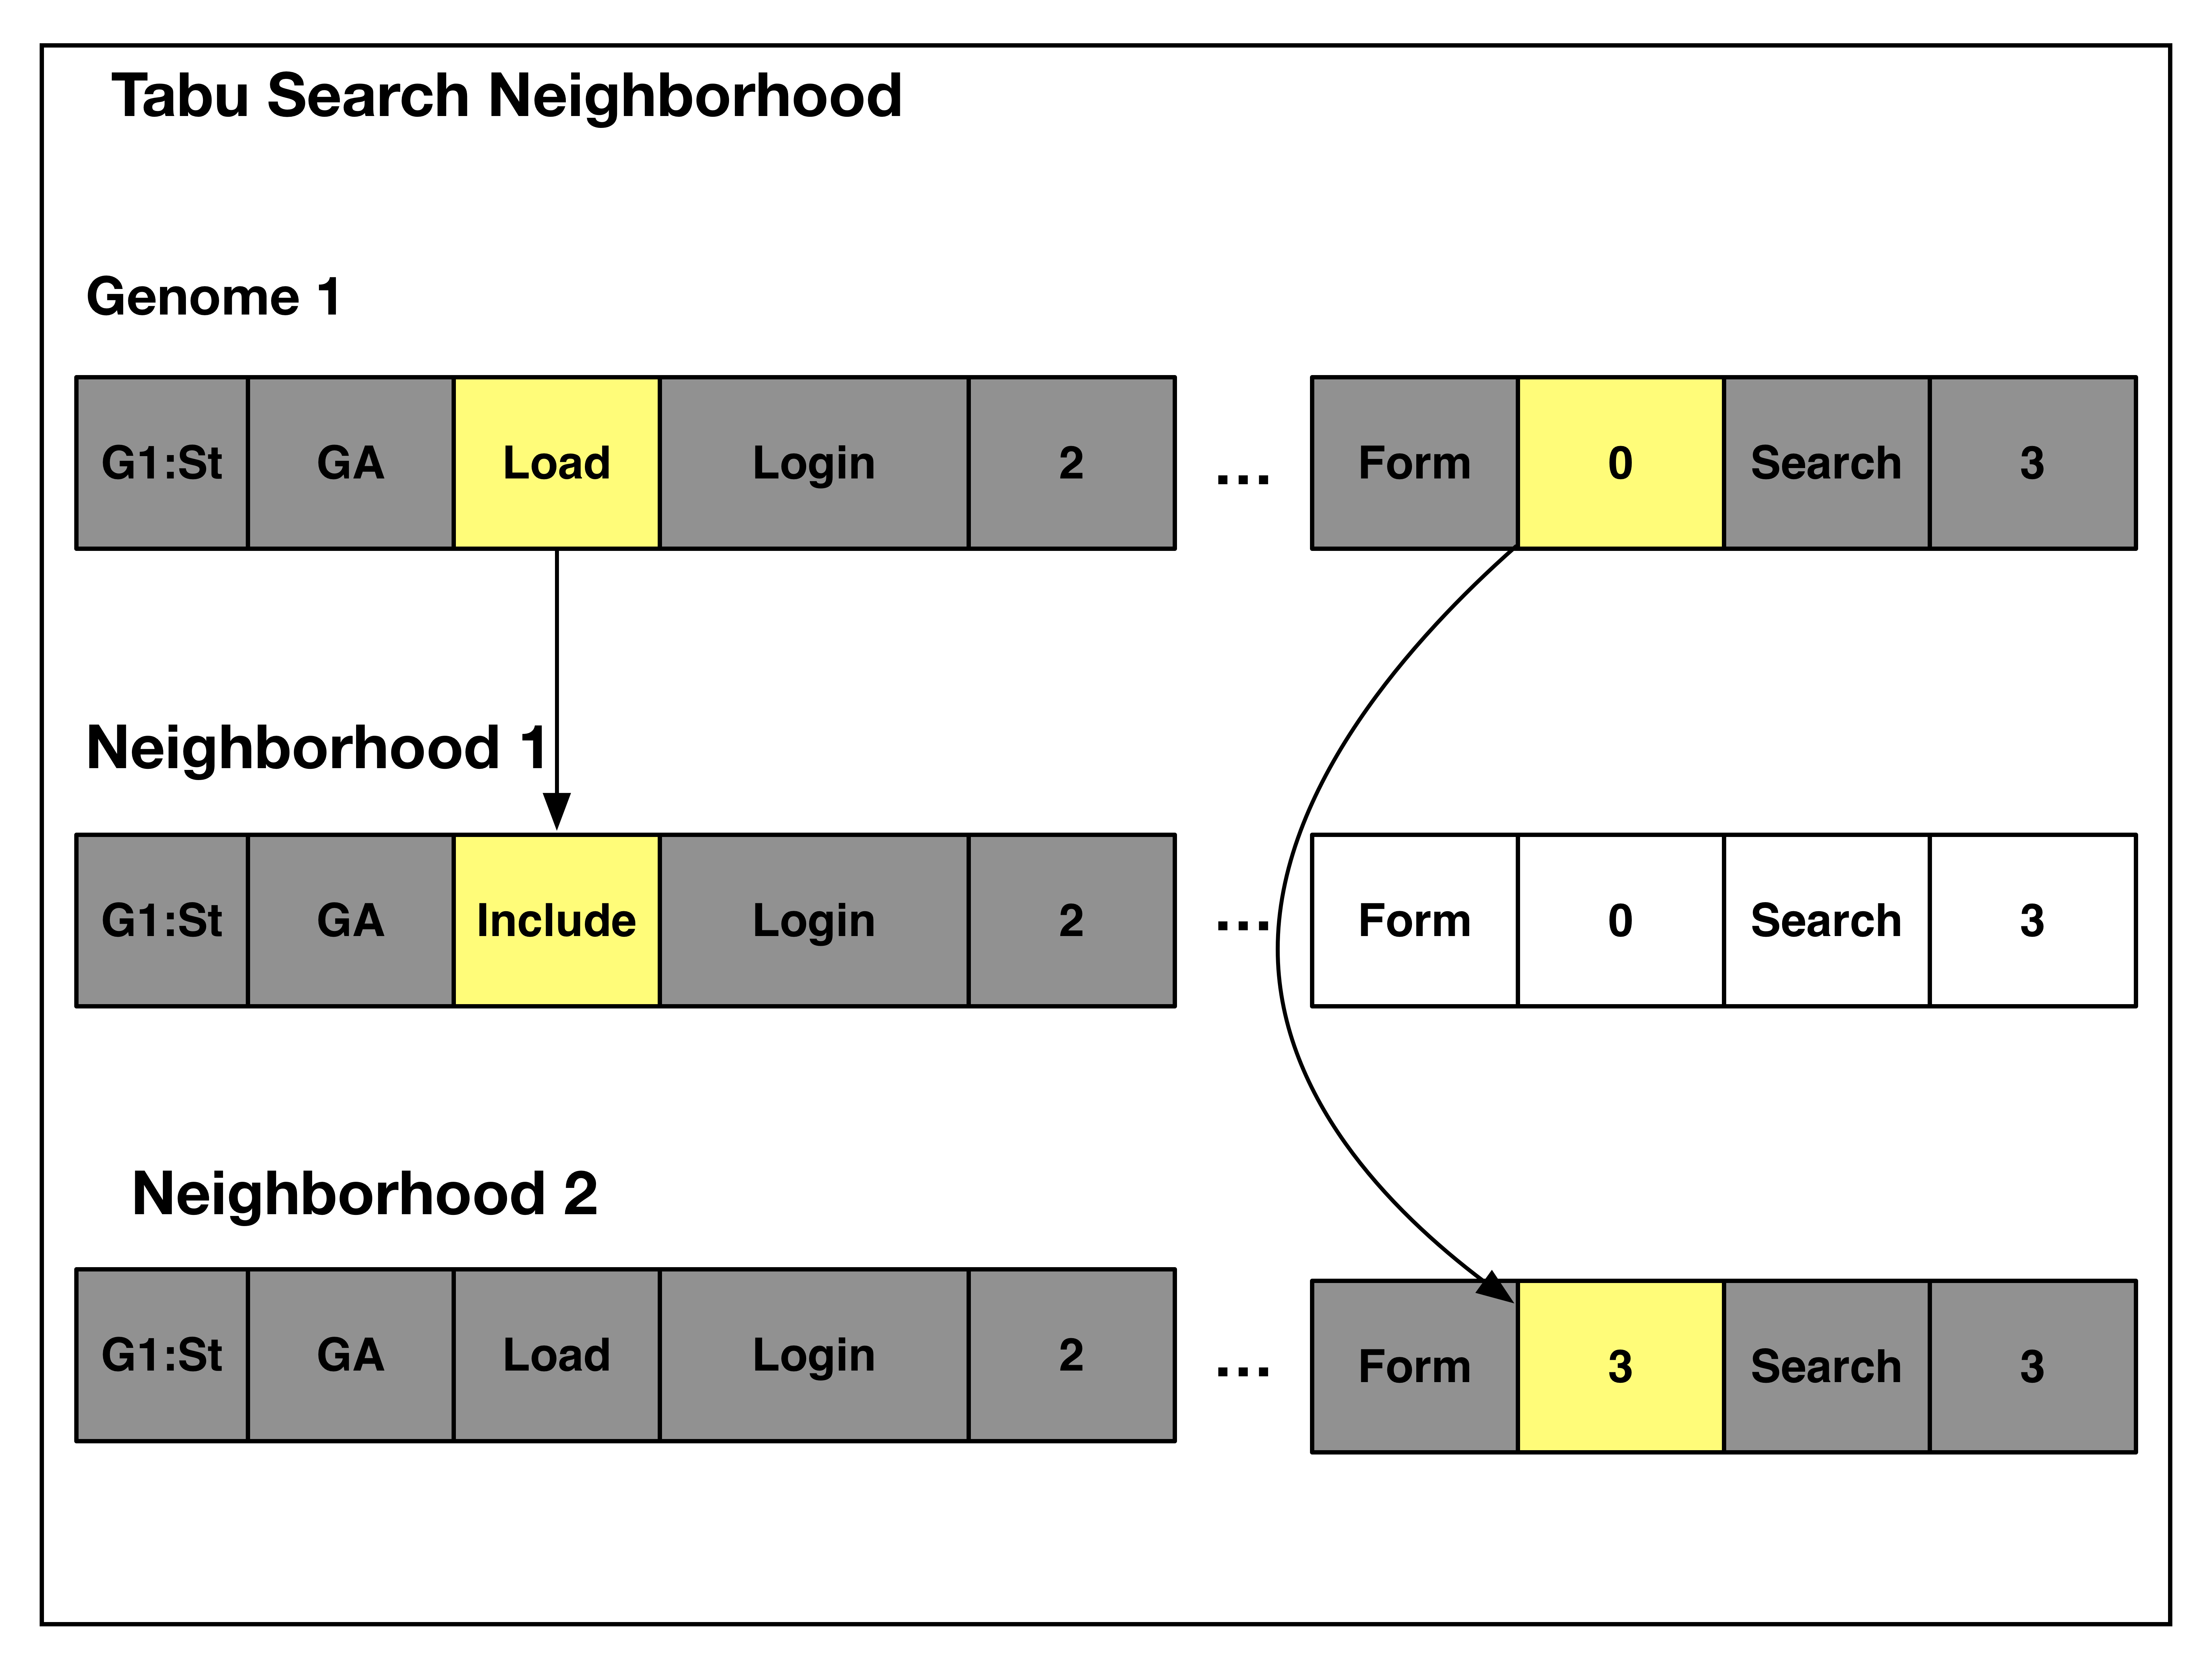 Tabu Search Neighborhood
Genome 1
G1:St GA Load Login 2 ... Form 0 Search 3
Neighborhood 1
G1:St GA Include Login 2 ... Form 0 Search 3
Neighborhood 2
G1:St GA Load Login 2 ... Form 3 Search 3